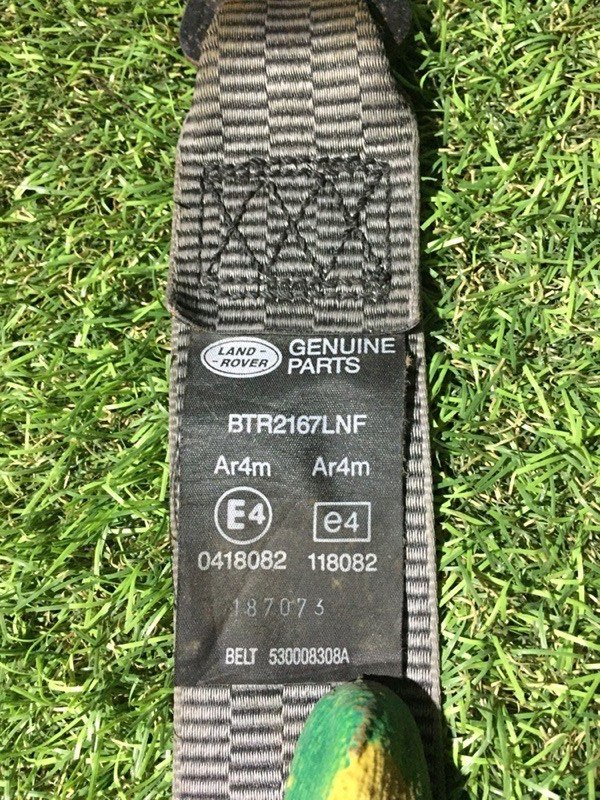 LAND -
- ROVER
GENUINE
PARTS
BTR2167LNF
Ar4m Ar4m
E4 e4
0418082 118082
187073
BELT 530008308A